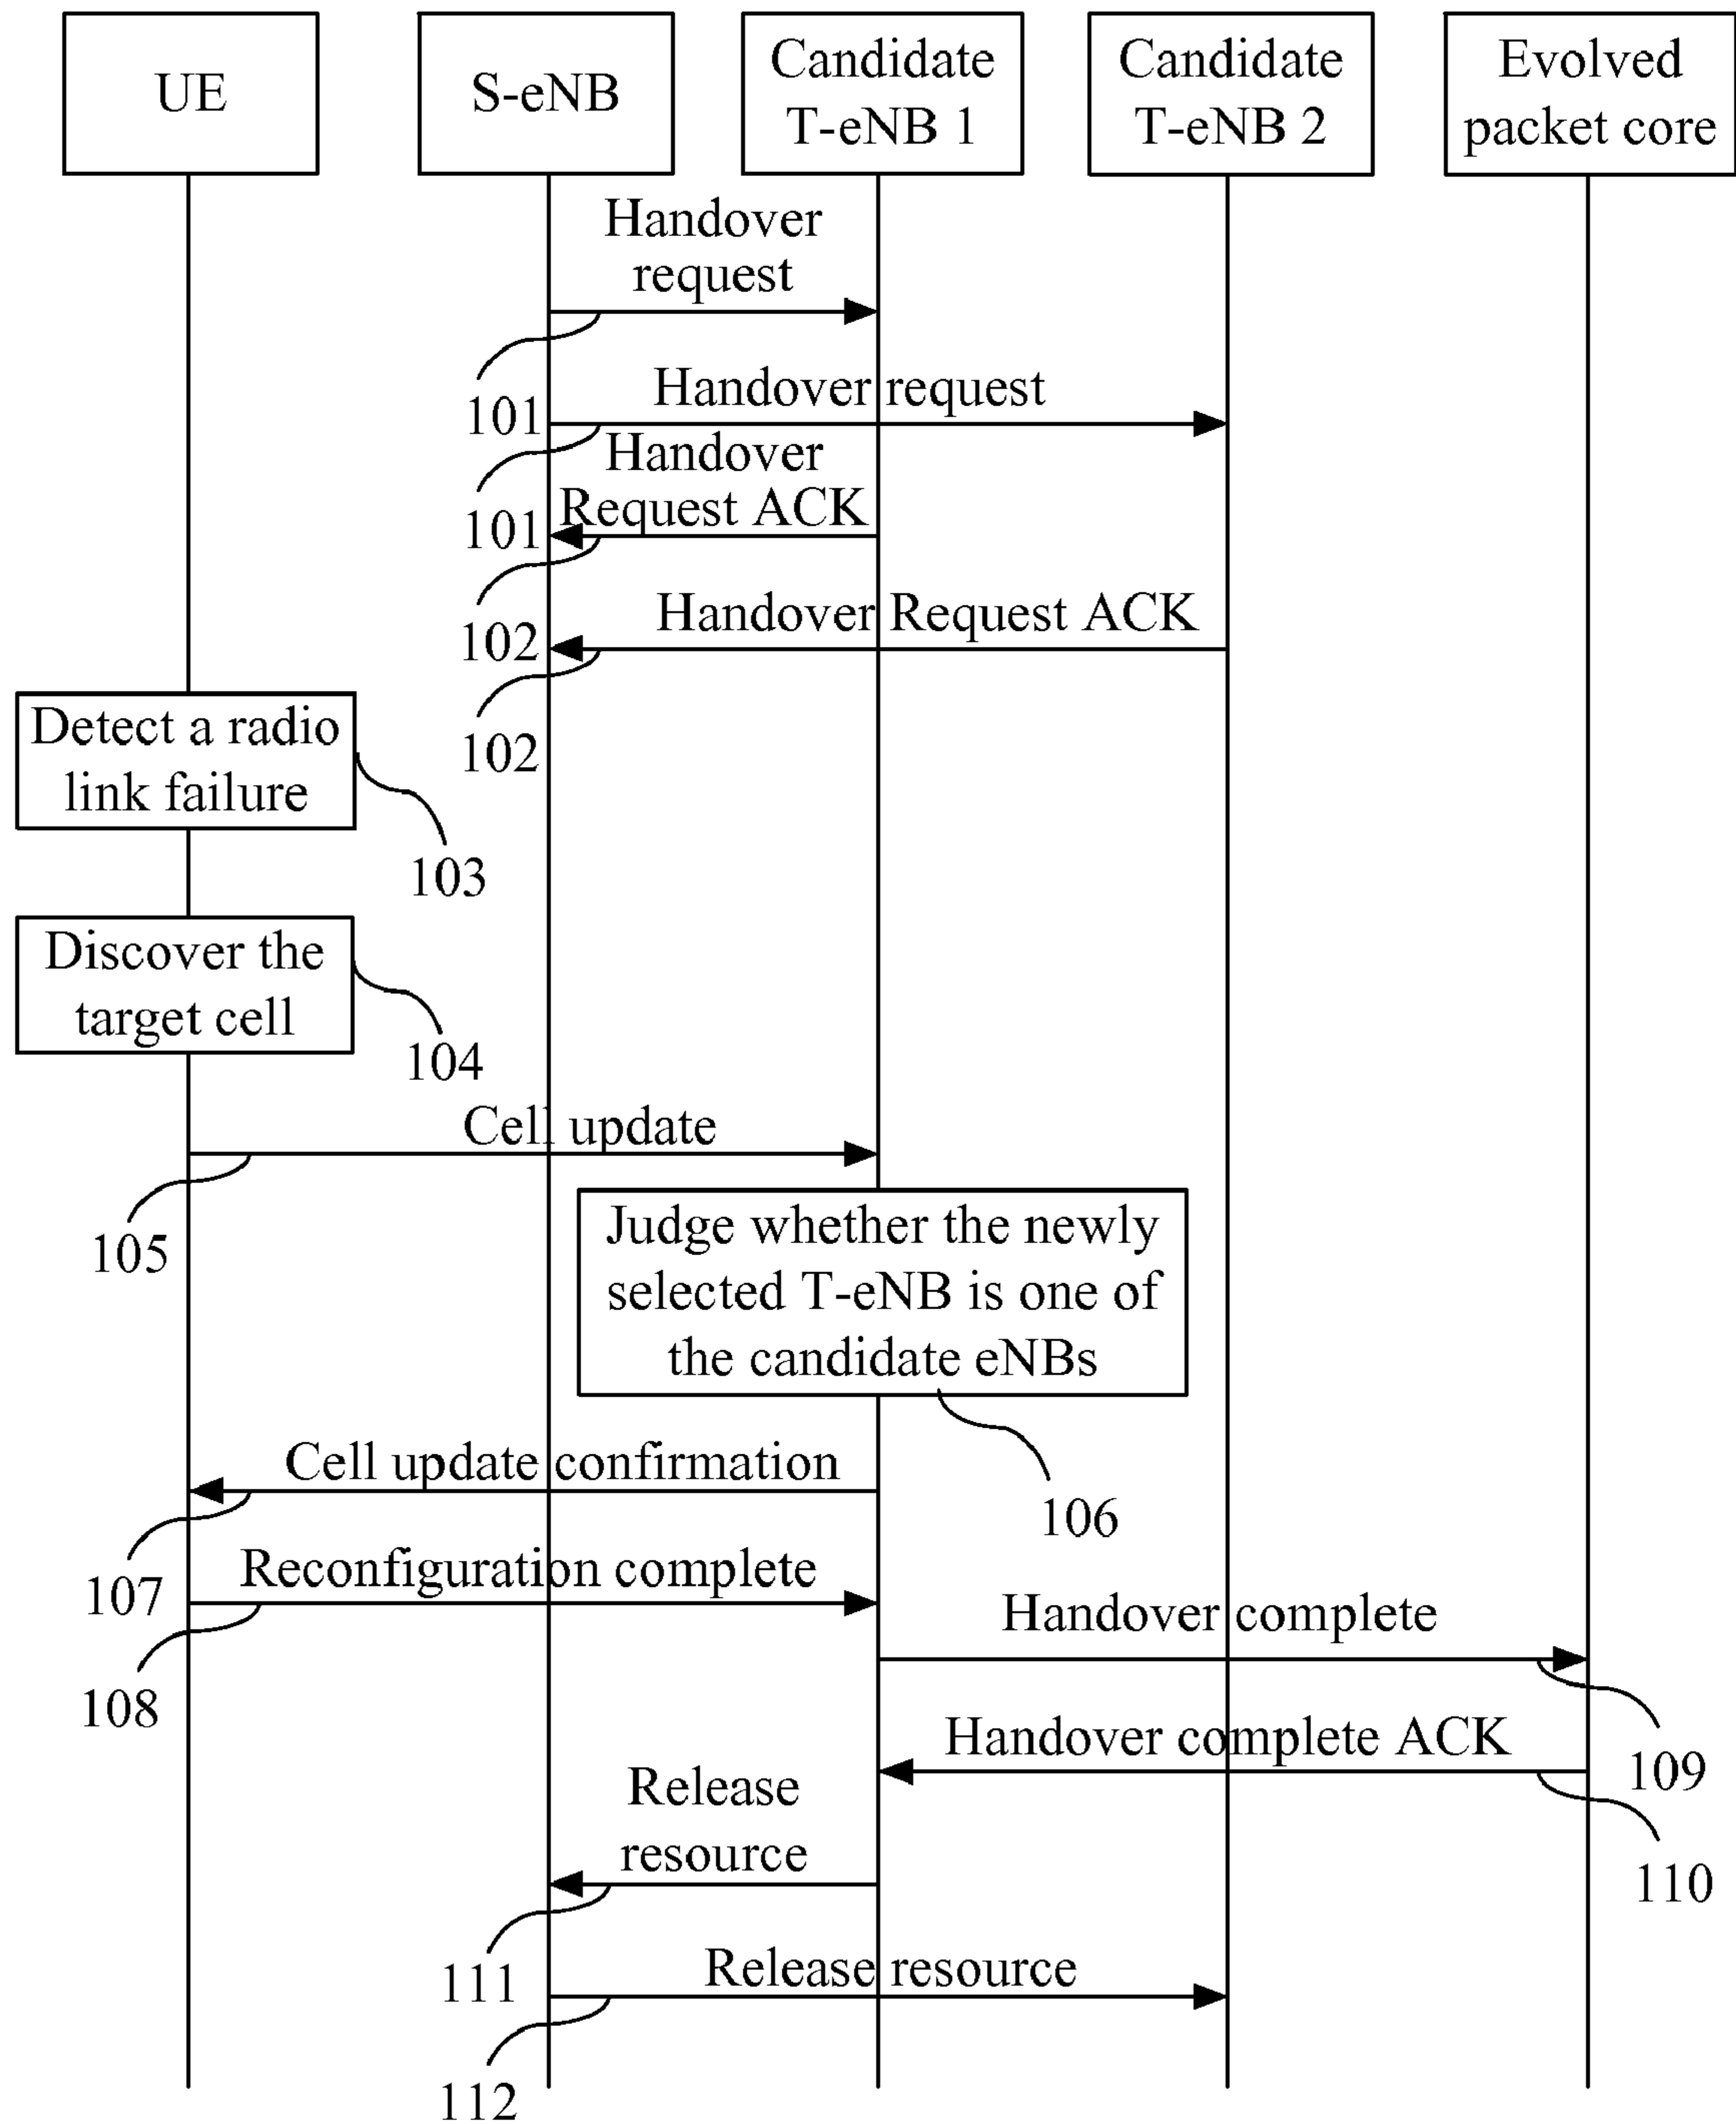 UE
S-eNB
Candidate
T-eNB 1
Candidate
T-eNB 2
Evolved
packet core
Handover
request
101
Handover request
101
Handover
Request ACK
102
Handover Request ACK
102
Detect a radio
link failure
103
Discover the
target cell
104
Cell update
105
Judge whether the newly
selected T-eNB is one of
the candidate eNBs
106
Cell update confirmation
107
Reconfiguration complete
108
Handover complete
109
Handover complete ACK
110
Release
resource
111
Release resource
112